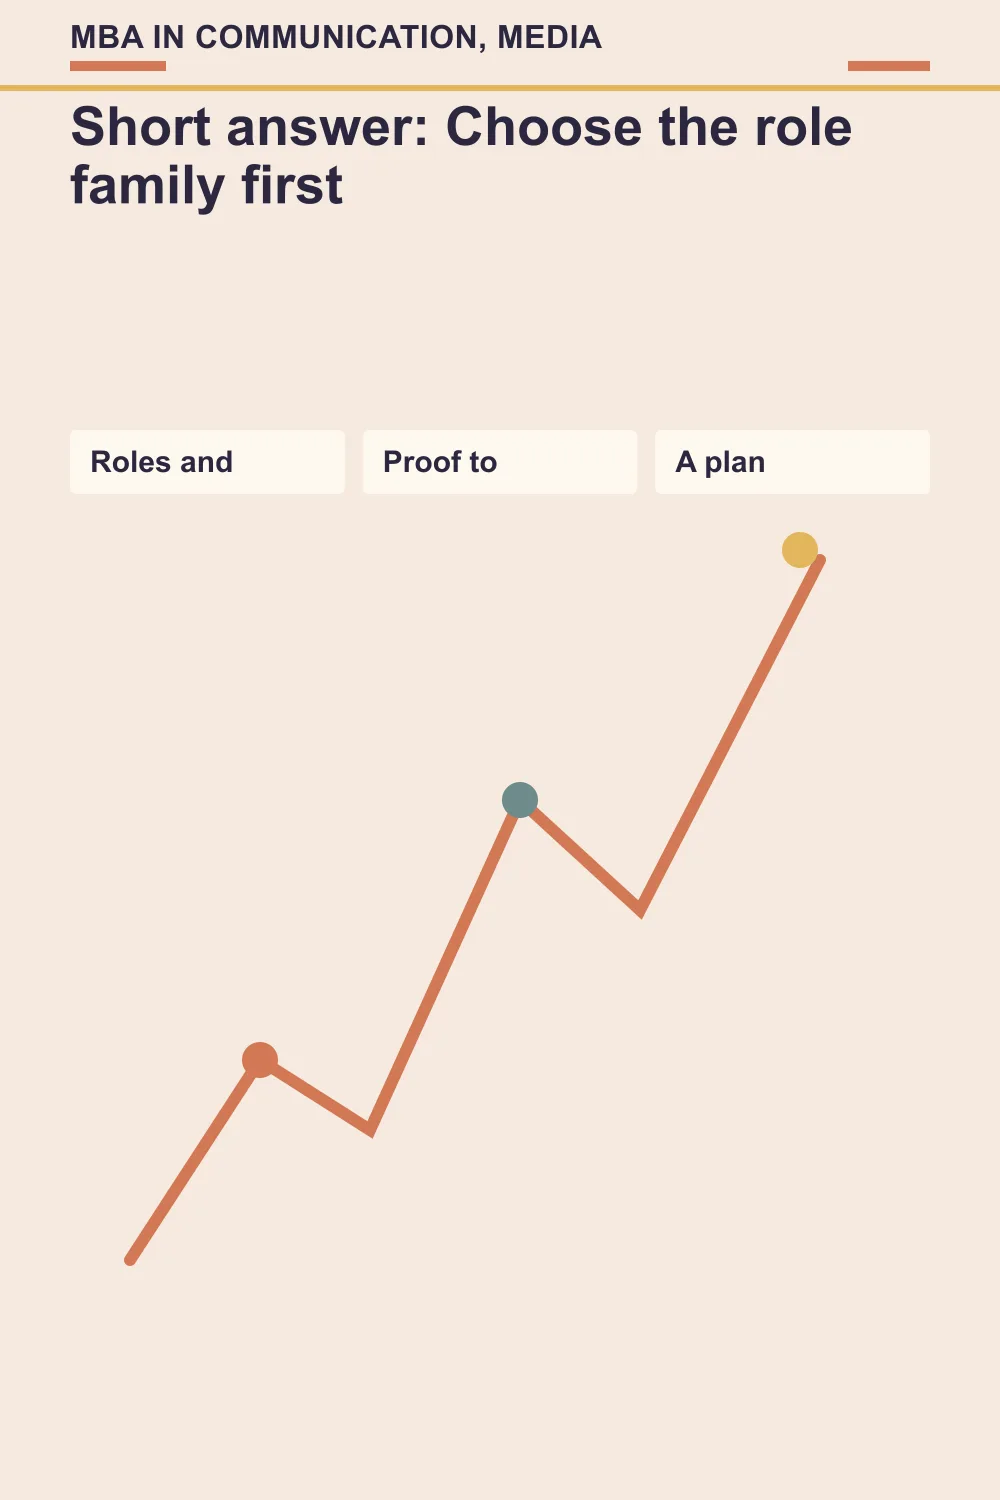 MBA IN COMMUNICATION, MEDIA
Short answer: Choose the role
family first
Roles and
Proof to
A plan